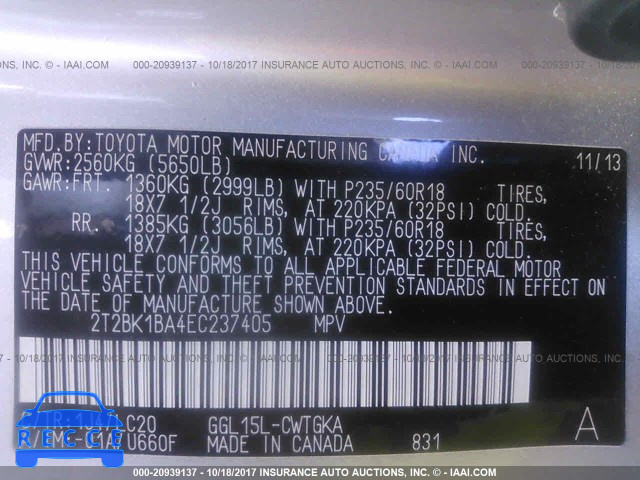 000-20939137 - 10/18/2017 INSURANCE AUTO AUCTIONS, INC. © - IAAI.COM
MFD.BY:TOYOTA MOTOR MANUFACTURING CANADA INC. 11/13
GVWR:2560KG (5650LB)
GAWR:FRT. 1360KG (2999LB) WITH P235/60R18 TIRES,
18X7 1/2J RIMS, AT 220KPA (32PSI) COLD.
RR. 1385KG (3056LB) WITH P235/60R18 TIRES,
18X7 1/2J RIMS, AT 220KPA (32PSI) COLD.
THIS VEHICLE CONFORMS TO ALL APPLICABLE FEDERAL MOTOR
VEHICLE SAFETY AND THEFT PREVENTION STANDARDS IN EFFECT ON
THE DATE OF MANUFACTURE SHOWN ABOVE.
2T2BK1BA4EC237405 MPV
C20 GGL15L-CWTGKA A
U660F MADE IN CANADA 831
000-20939137 - 10/18/2017 INSURANCE AUTO AUCTIONS, INC. © - IAAI.COM